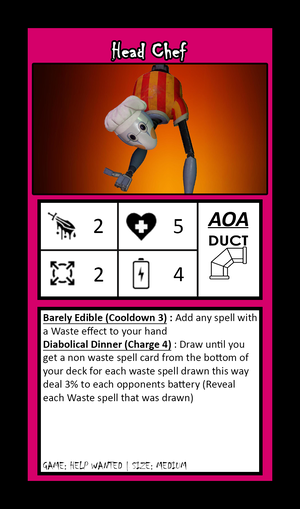 Head Chef
2
5
AOA
DUCT
2
4
Barely Edible (Cooldown 3) : Add any spell with
a Waste effect to your hand
Diabolical Dinner (Charge 4) : Draw until you
get a non waste spell card from the bottom of
your deck for each waste spell drawn this way
deal 3% to each opponents battery (Reveal
each Waste spell that was drawn)
GAME: HELP WANTED | SIZE: MEDIUM